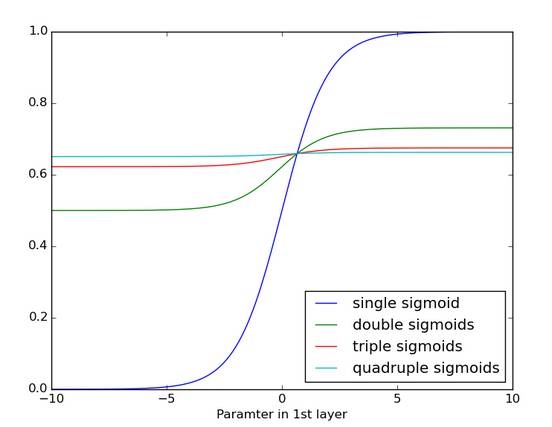 1.0
0.8
0.6
0.4
0.2
0.0
single sigmoid
double sigmoids
triple sigmoids
quadruple sigmoids
−10 −5 0 5 10
Paramter in 1st layer